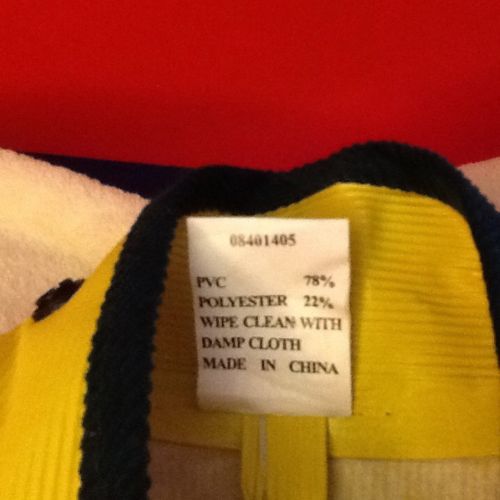 08401405
PVC 78%
POLYESTER 22%
WIPE CLEAN WITH
DAMP CLOTH
MADE IN CHINA